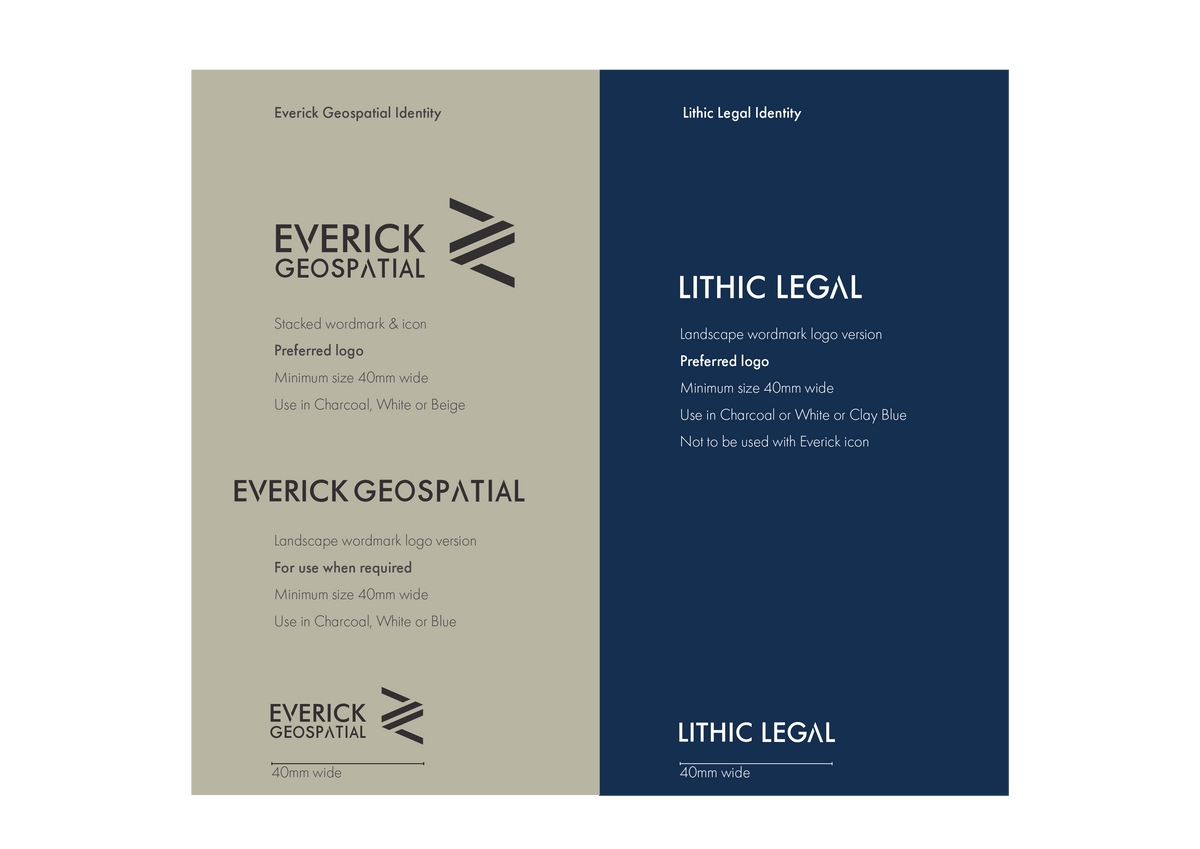 Everick Geospatial Identity
EVERICK
GEOSPATIAL
Stacked wordmark & icon
Preferred logo
Minimum size 40mm wide
Use in Charcoal, White or Beige
EVERICK GEOSPATIAL
Landscape wordmark logo version
For use when required
Minimum size 40mm wide
Use in Charcoal, White or Blue
EVERICK
GEOSPATIAL
40mm wide
Lithic Legal Identity
LITHIC LEGAL
Landscape wordmark logo version
Preferred logo
Minimum size 40mm wide
Use in Charcoal or White or Clay Blue
Not to be used with Everick icon
LITHIC LEGAL
40mm wide